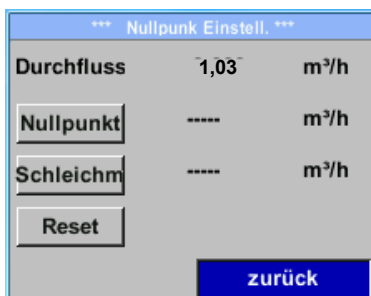 *** Nullpunk Einstell. ***
Durchfluss 1,03 m³/h
Nullpunkt ----- m³/h
Schleichm ----- m³/h
Reset
zurück